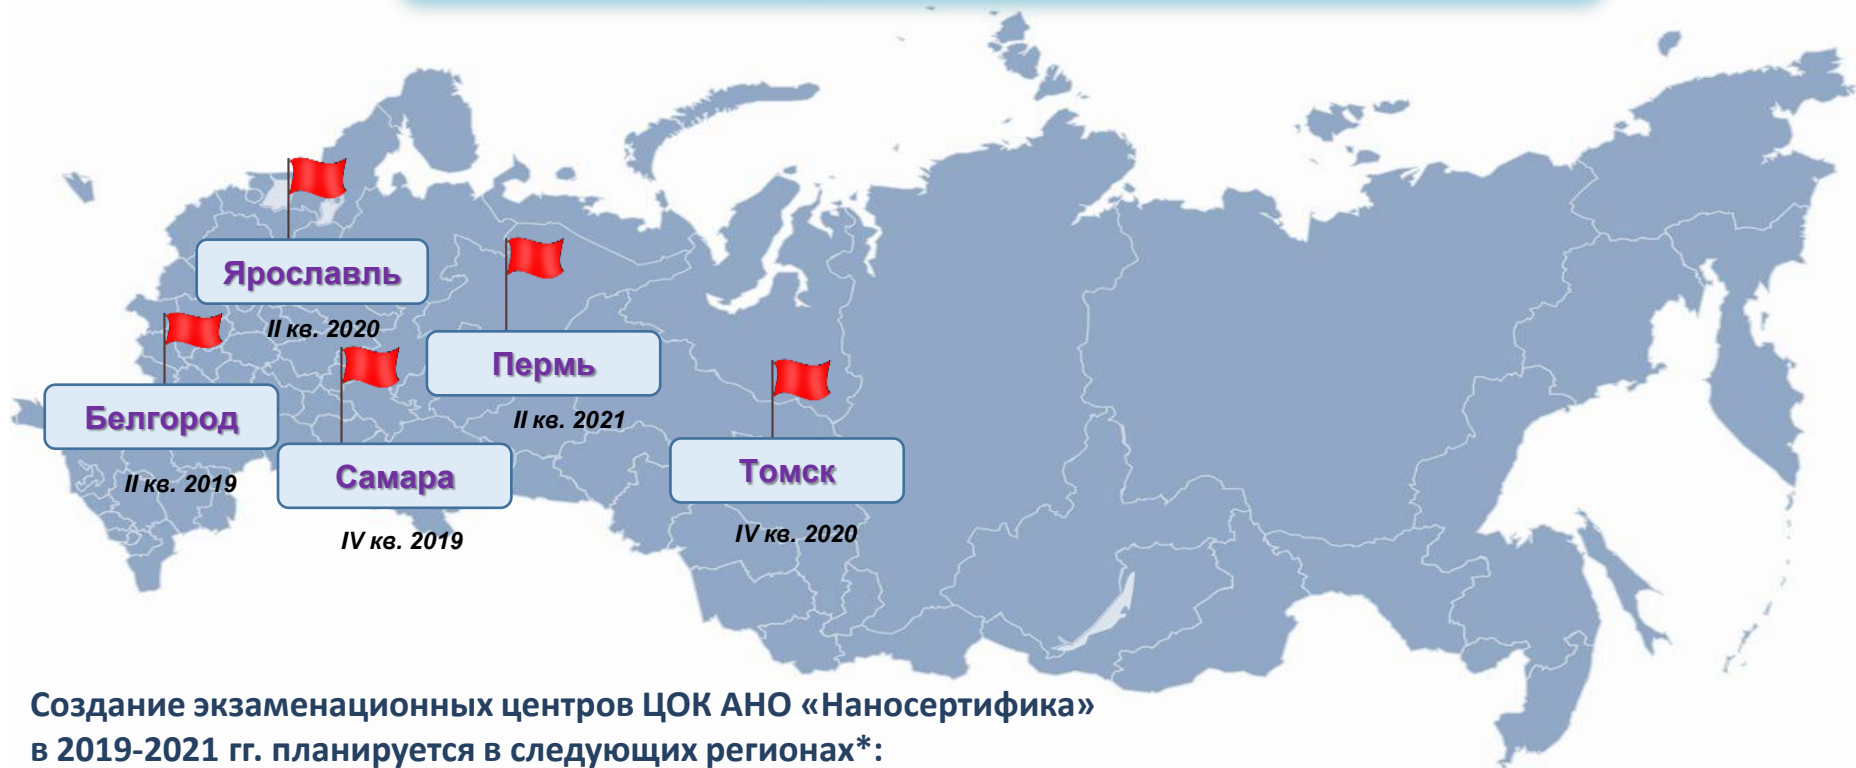 Ярославль
II кв. 2020
Пермь
II кв. 2021
Белгород
II кв. 2019
Самара
IV кв. 2019
Томск
IV кв. 2020
Создание экзаменационных центров ЦОК АНО «Наносертифика»
в 2019-2021 гг. планируется в следующих регионах*: